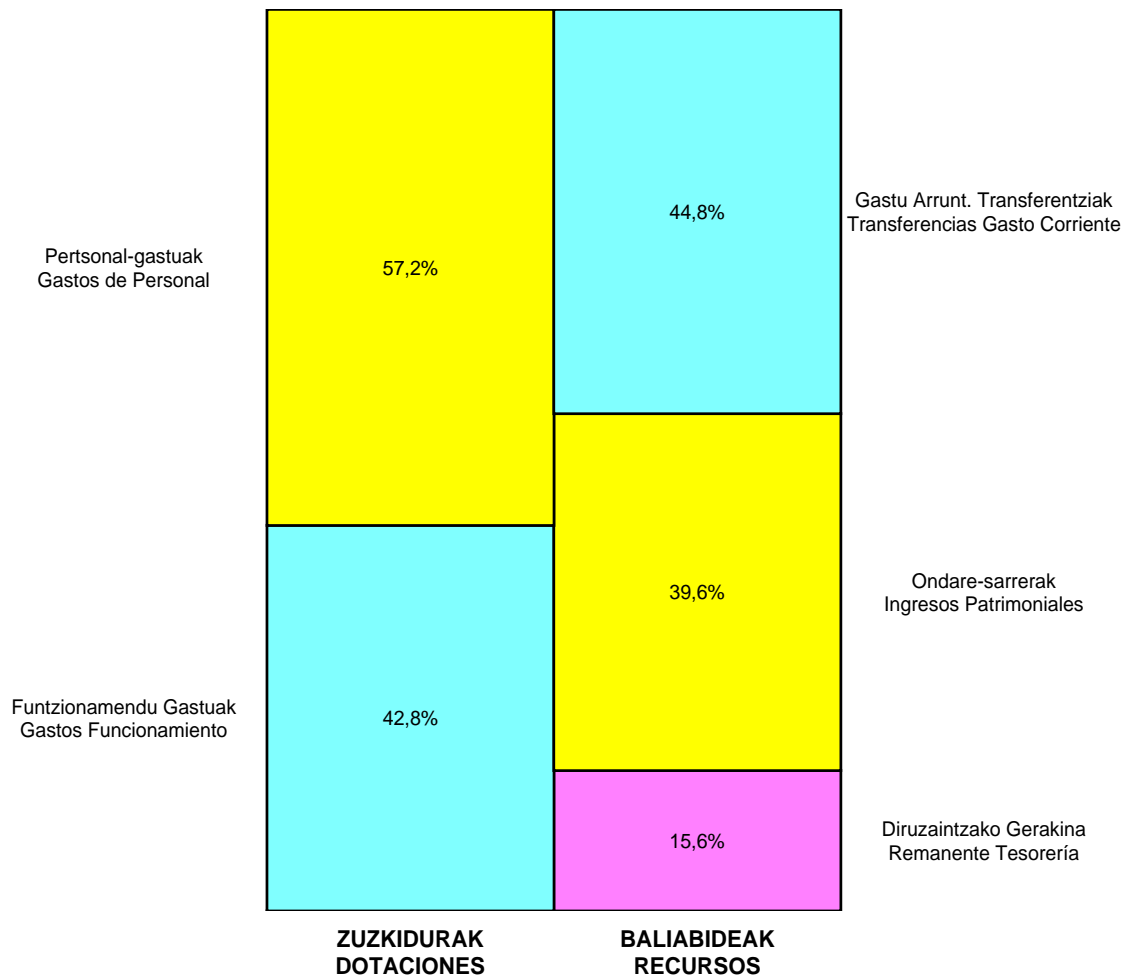 44,8%
Gastu Arrunt. Transferentziak
Transferencias Gasto Corriente
Pertsonal-gastuak
Gastos de Personal
57,2%
39,6%
Ondare-sarrerak
Ingresos Patrimoniales
Funtzionamendu Gastuak
Gastos Funcionamiento
42,8%
15,6%
Diruzaintzako Gerakina
Remanente Tesorería
ZUZKIDURAK
DOTACIONES
BALIABIDEAK
RECURSOS